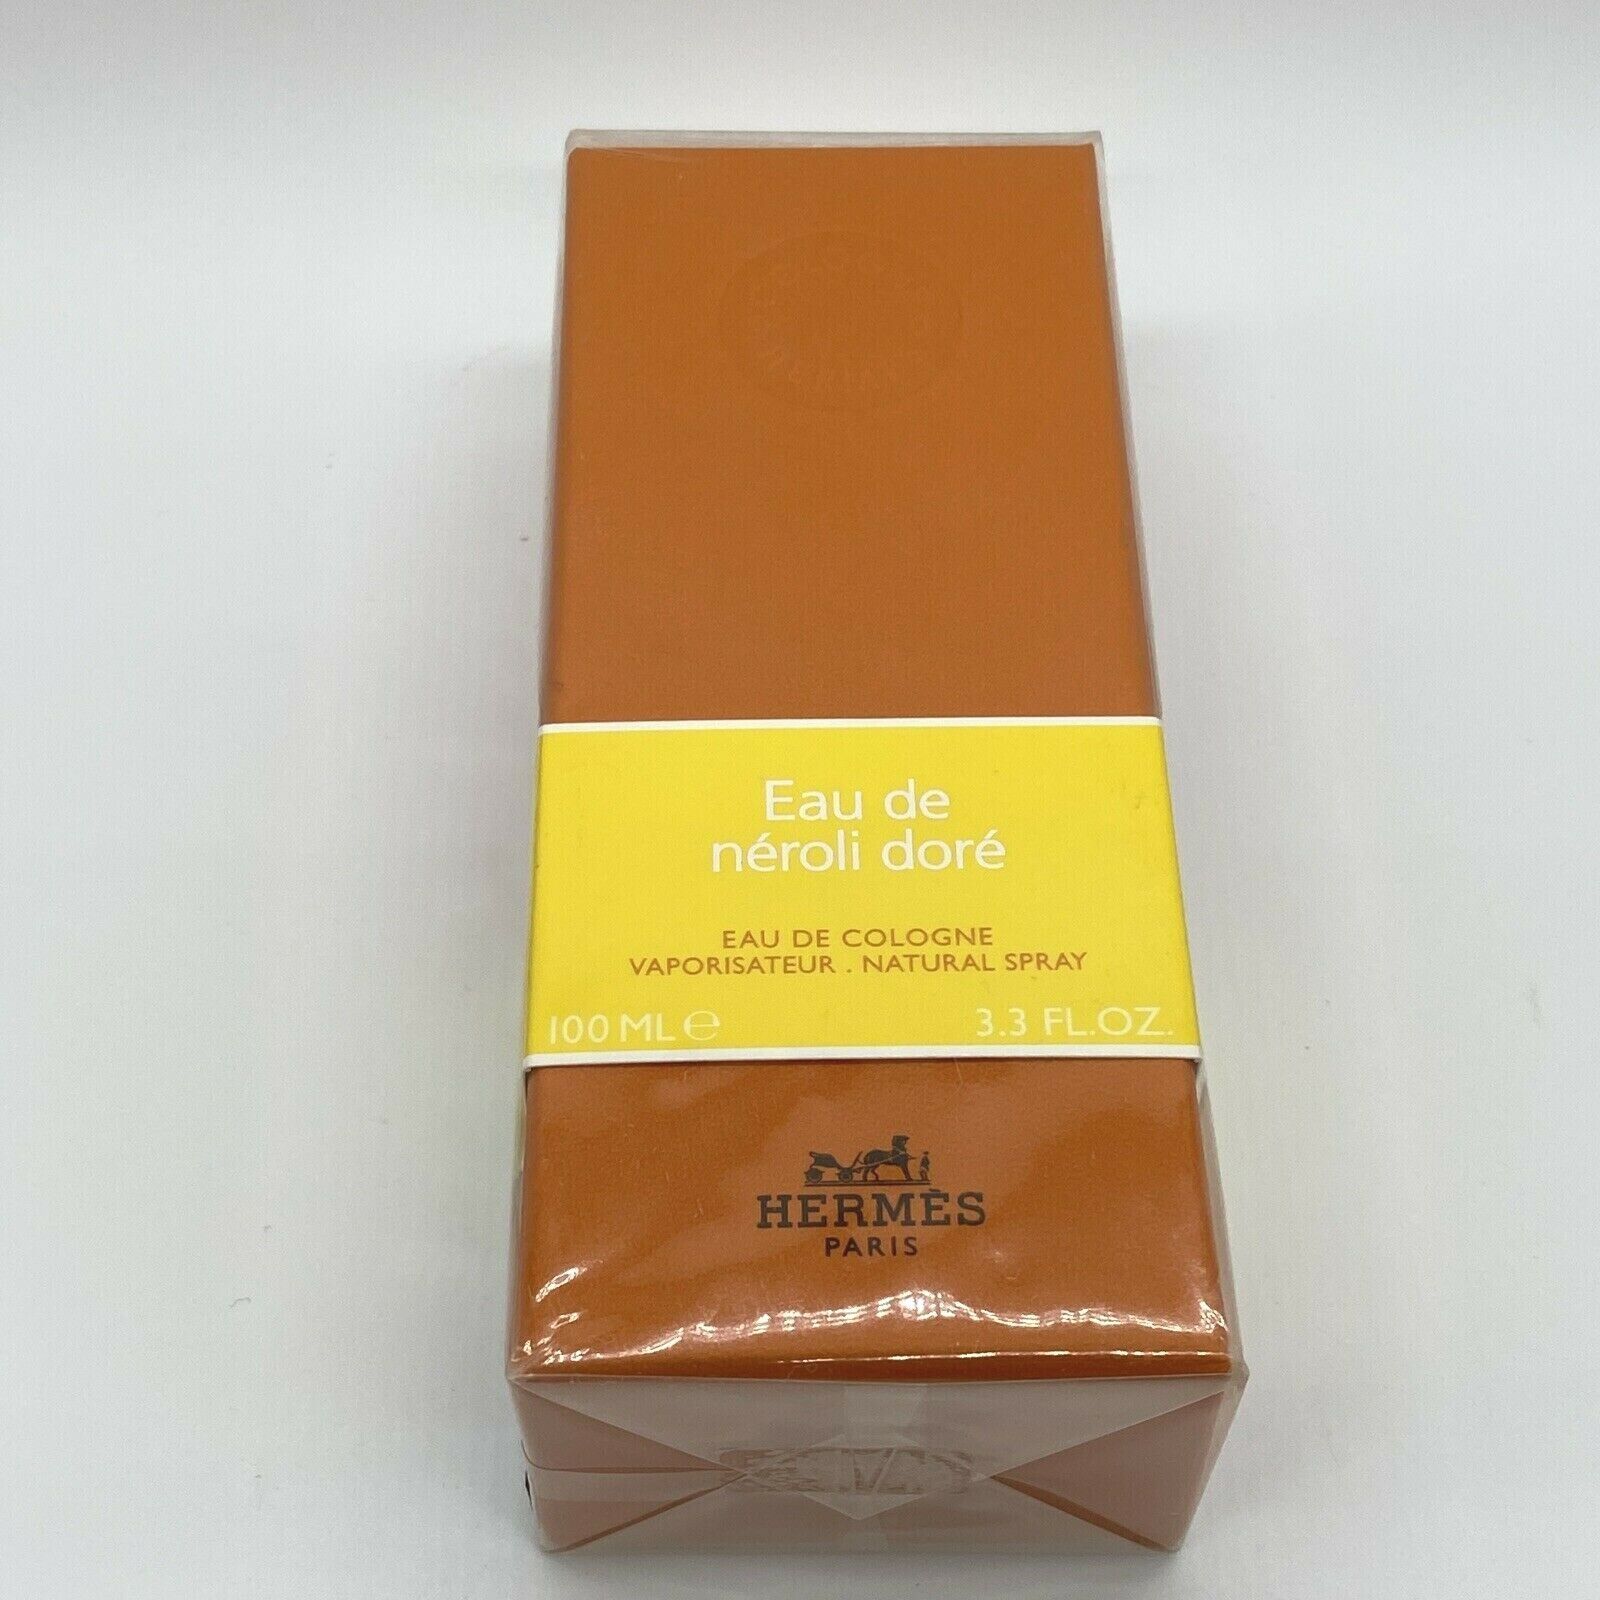 Eau de
néroli doré
EAU DE COLOGNE
VAPORISATEUR . NATURAL SPRAY
100 ML ℮ 3.3 FL.OZ.
HERMÈS
PARIS